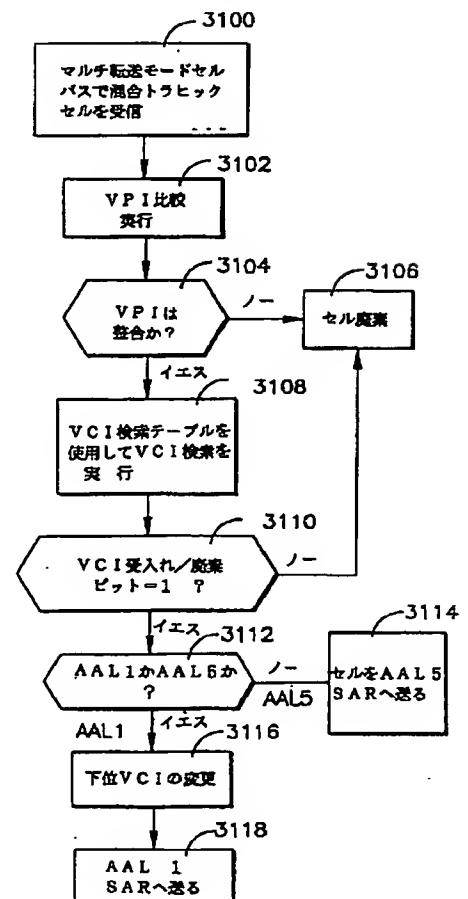 3100
マルチ転送モードセル
バスで混合トラヒック
セルを受信
3102
VPI比較
実行
3104
VPIは
整合か?
ノー
3106
セル廃棄
イエス
3108
VCI検索テーブルを
使用してVCI検索を
実 行
3110
VCI受入れ/廃棄
ビット=1 ?
ノー
イエス
3112
AAL1かAAL5か
?
ノー
AAL5
3114
セルをAAL5
SARへ送る
AAL1
イエス
3116
下位VCIの変更
3118
AAL 1
SARへ送る